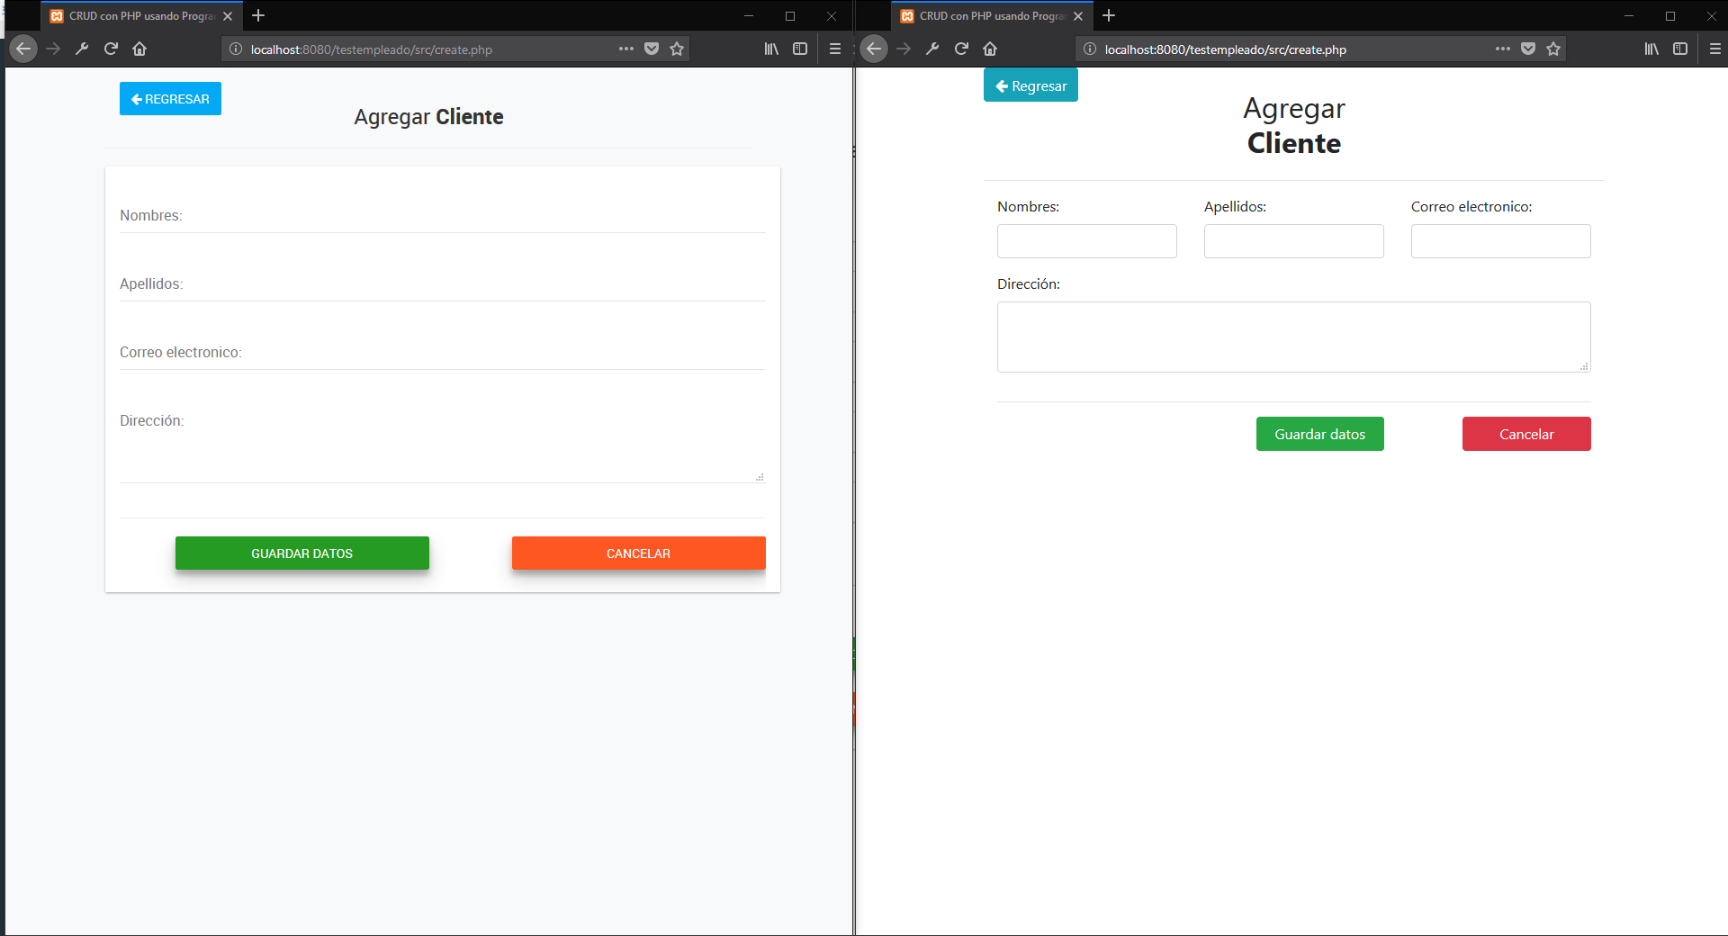 CRUD con PHP usando Progra
localhost:8080/testempleado/src/create.php
REGRESAR
Agregar Cliente
Nombres:
Apellidos:
Correo electronico:
Dirección:
GUARDAR DATOS
CANCELAR
CRUD con PHP usando Progra
localhost:8080/testempleado/src/create.php
Regresar
Agregar
Cliente
Nombres: Apellidos: Correo electronico:
Dirección:
Guardar datos Cancelar